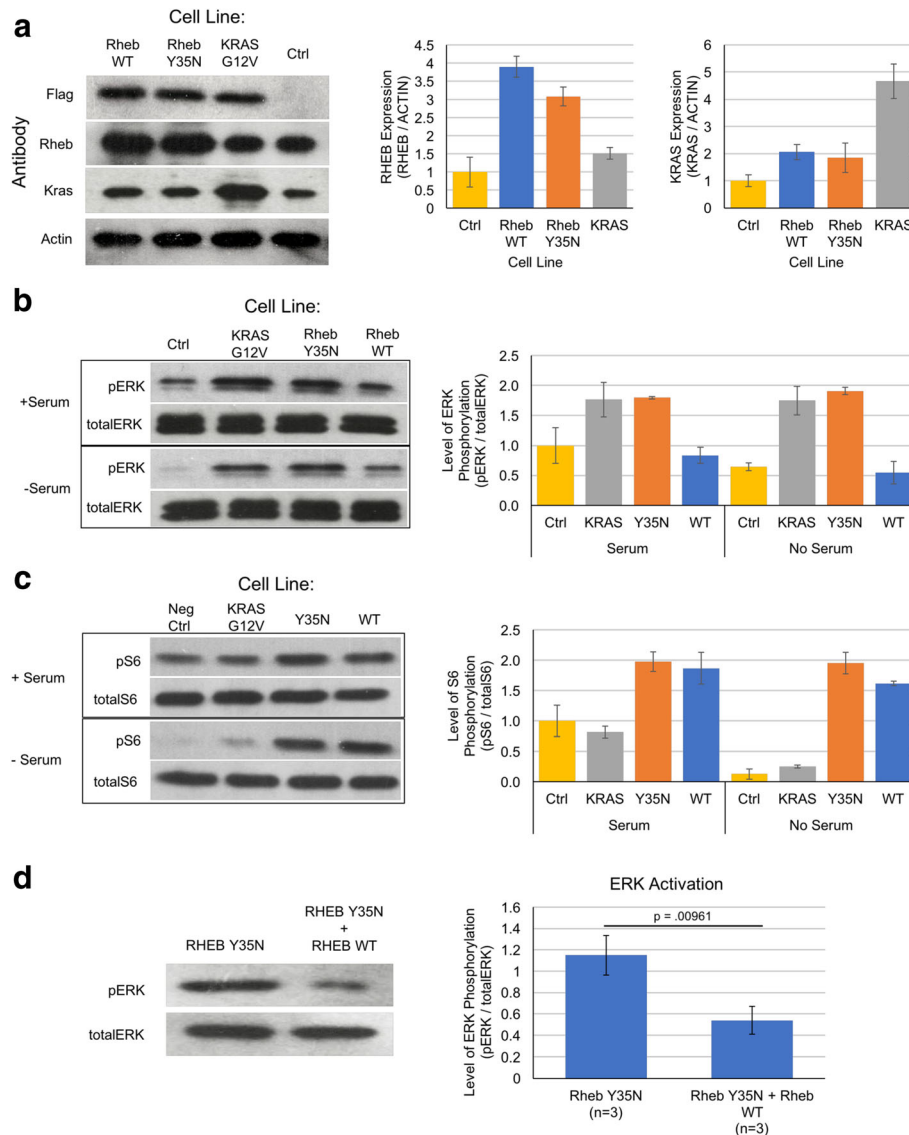 a
Cell Line:
Rheb WT
Rheb Y35N
KRAS G12V
Ctrl
Antibody
Flag
Rheb
Kras
Actin
RHEB Expression
(RHEB / ACTIN)
4.5
4
3.5
3
2.5
2
1.5
1
0.5
0
Ctrl
Rheb WT
Rheb Y35N
KRAS
Cell Line
KRAS Expression
(KRAS / ACTIN)
6
5
4
2
1
0
Ctrl
Rheb WT
Rheb Y35N
KRAS
Cell Line
b
Cell Line:
Ctrl
KRAS G12V
Rheb Y35N
Rheb WT
+Serum
pERK
totalERK
-Serum
pERK
totalERK
Level of ERK
Phosphorylation
(pERK / totalERK)
2.5
2.0
1.5
1.0
0.5
0.0
Ctrl KRAS Y35N WT Ctrl KRAS Y35N WT
Serum No Serum
c
Cell Line:
Neg Ctrl
KRAS G12V
Y35N
WT
+ Serum
pS6
totalS6
- Serum
pS6
totalS6
Level of S6
Phosphorylation
(pS6 / totalS6)
2.5
2.0
1.5
1.0
0.5
0.0
Ctrl KRAS Y35N WT Ctrl KRAS Y35N WT
Serum No Serum
d
RHEB Y35N
RHEB Y35N
+
RHEB WT
pERK
totalERK
ERK Activation
p = .00961
Level of ERK Phosphorylation
(pERK / totalERK)
1.6
1.4
1.2
1
0.8
0.6
0.4
0.2
0
Rheb Y35N
(n=3)
Rheb Y35N + Rheb
WT
(n=3)